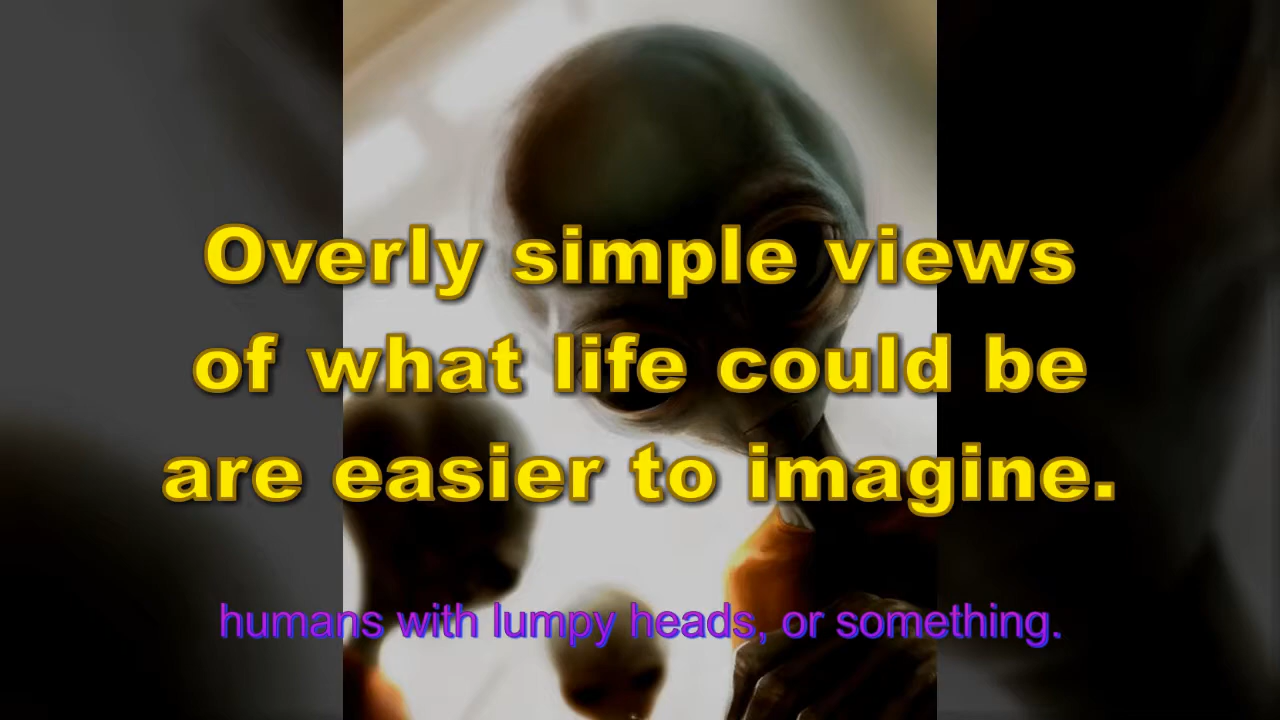 Overly simple views
of what life could be
are easier to imagine.
humans with lumpy heads, or something.